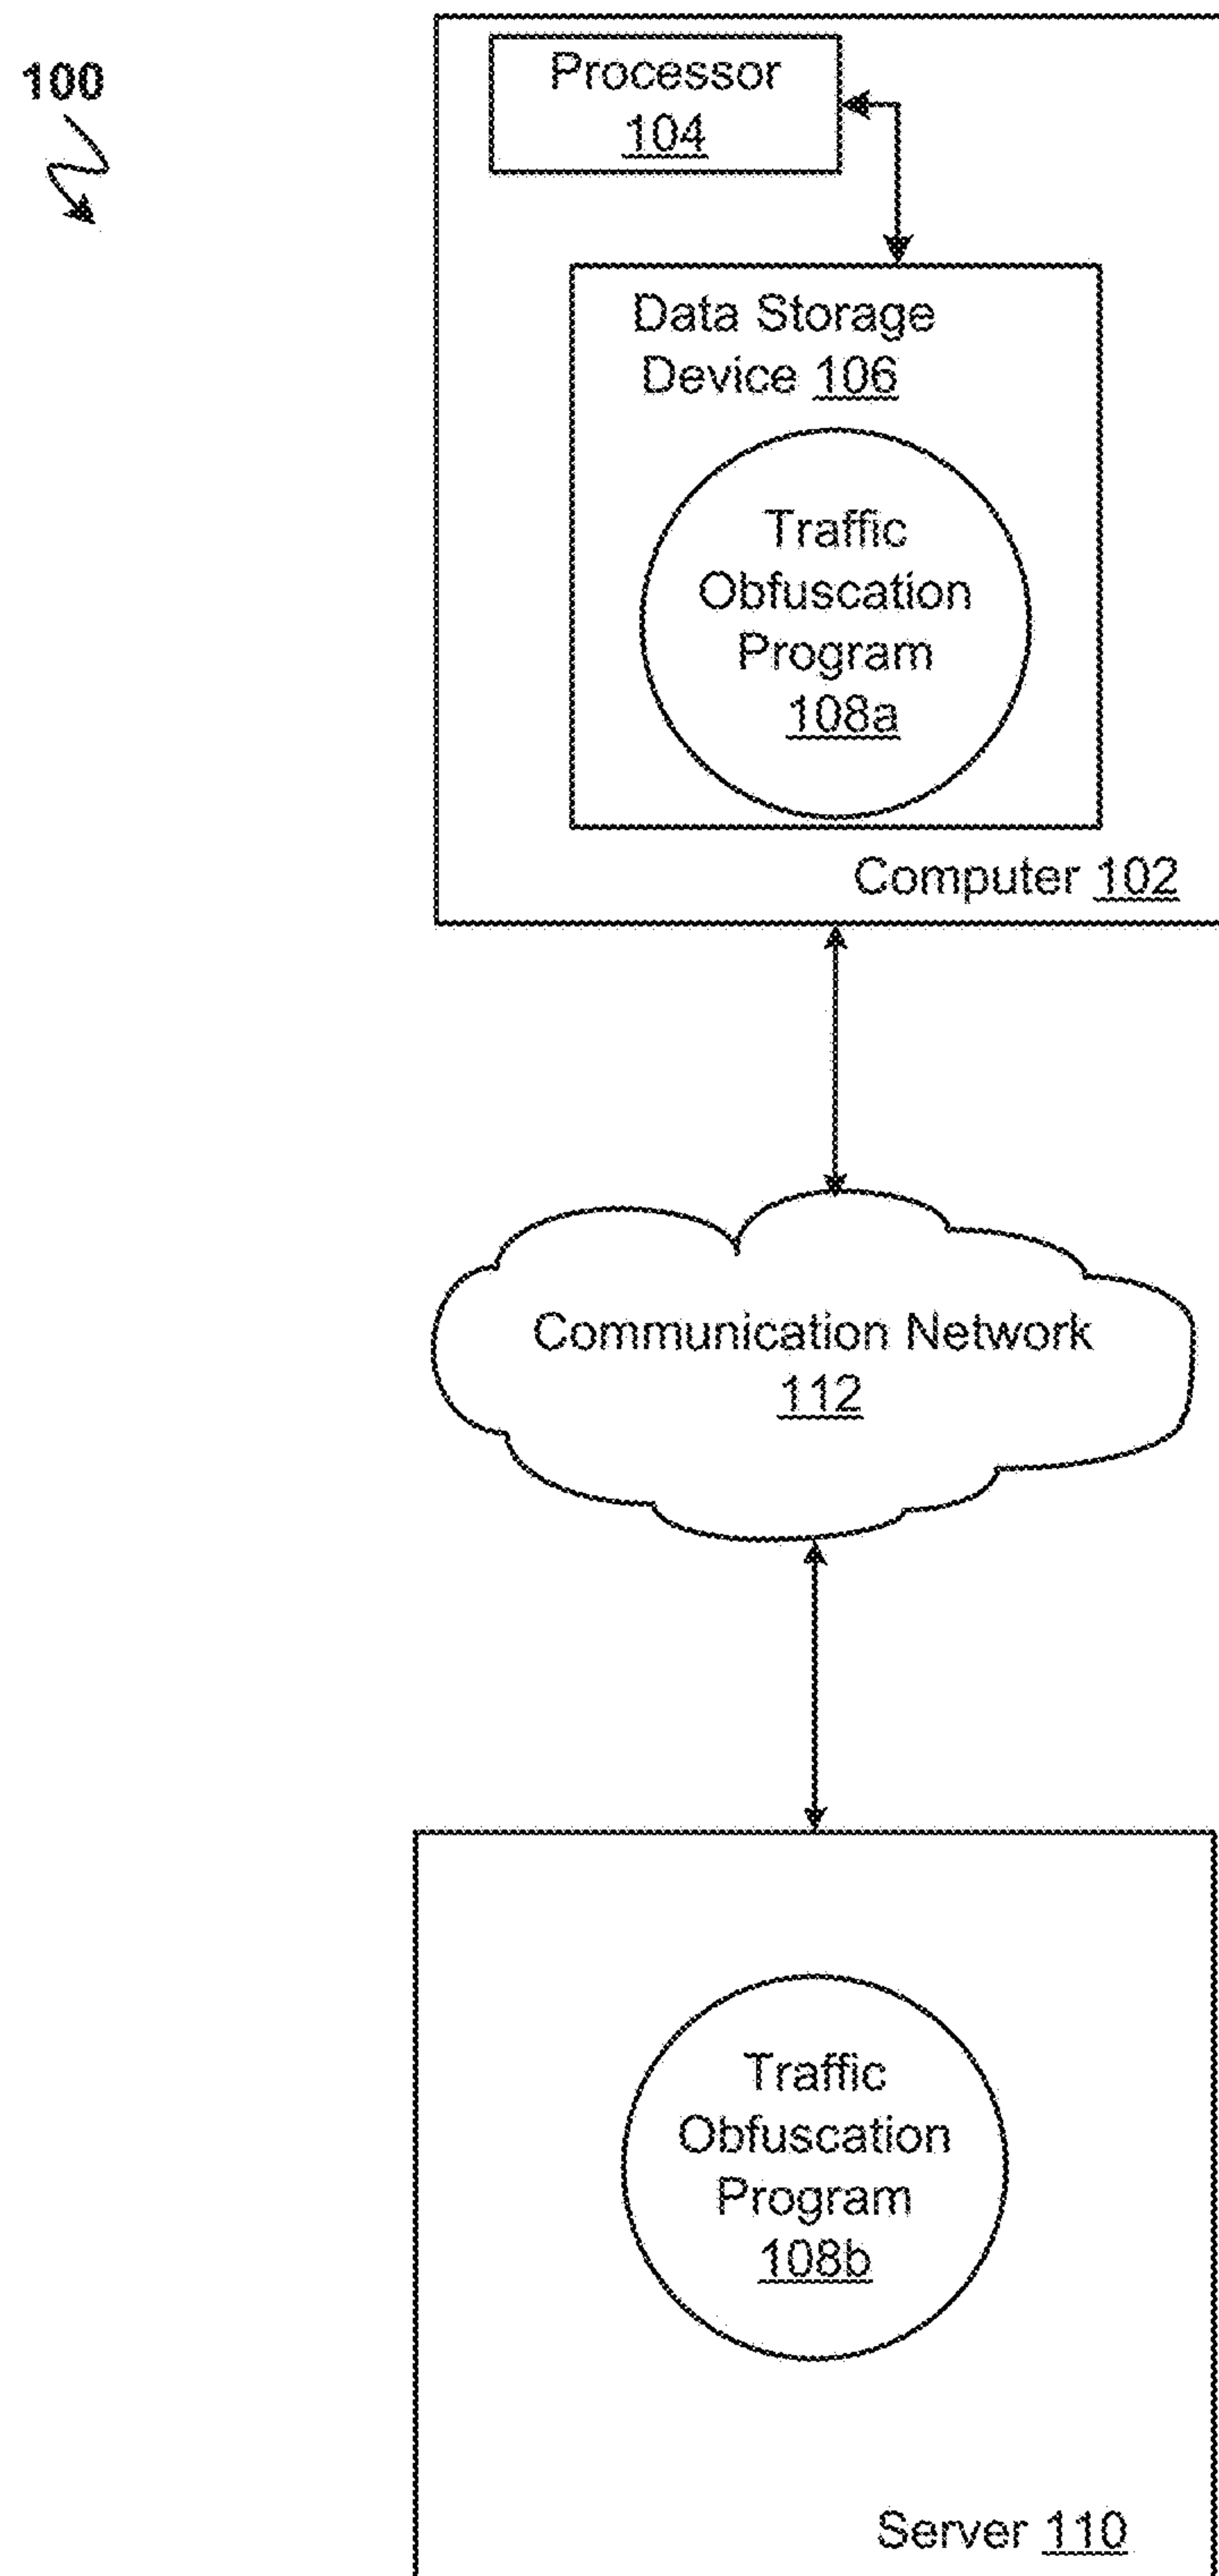 100
Processor
104
Data Storage
Device 106
Traffic
Obfuscation
Program
108a
Computer 102
Communication Network
112
Traffic
Obfuscation
Program
108b
Server 110